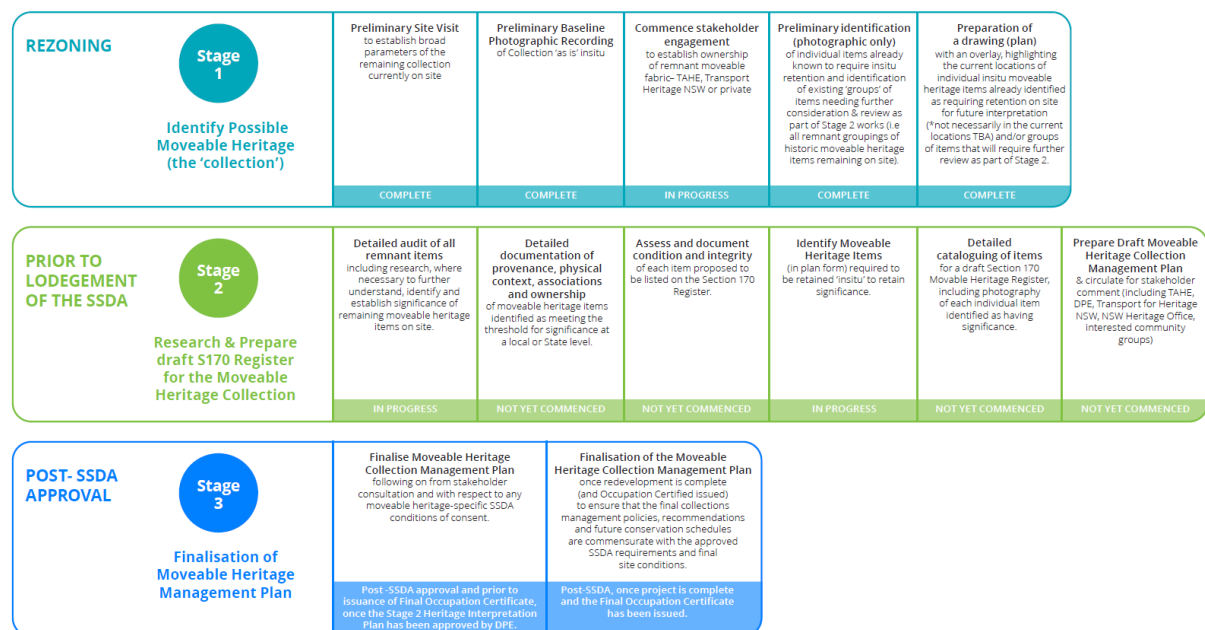 REZONING
Stage
1
Identify Possible
Moveable Heritage
(the ‘collection’)
Preliminary Site Visit
to establish broad
parameters of the
remaining collection
currently on site
COMPLETE
Preliminary Baseline
Photographic Recording
of Collection ‘as is’ insitu
COMPLETE
Commence stakeholder
engagement
to establish ownership
of remnant moveable
fabric– TAHE, Transport
Heritage NSW or private
IN PROGRESS
Preliminary identification
(photographic only)
of individual items already
known to require insitu
retention and identification
of existing ‘groups’ of
items needing further
consideration & review as
part of Stage 2 works (i.e
all remnant groupings of
historic moveable heritage
items remaining on site).
COMPLETE
Preparation of
a drawing (plan)
with an overlay, highlighting
the current locations of
individual insitu moveable
heritage items already identified
as requiring retention on site
for future interpretation
(*not necessarily in the current
locations TBA) and/or groups
of items that will require further
review as part of Stage 2.
COMPLETE
PRIOR TO
LODGEMENT
OF THE SSDA
Stage
2
Research & Prepare
draft S170 Register
for the Moveable
Heritage Collection
Detailed audit of all
remnant items
including research, where
necessary to further
understand, identify and
establish significance of
remaining moveable heritage
items on site.
IN PROGRESS
Detailed
documentation of
provenance, physical
context, associations
and ownership
of moveable heritage items
identified as meeting the
threshold for significance at
a local or State level.
NOT YET COMMENCED
Assess and document
condition and integrity
of each item proposed to
be listed on the Section 170
Register.
NOT YET COMMENCED
Identify Moveable
Heritage Items
(in plan form) required to
be retained ‘insitu’ to retain
significance.
IN PROGRESS
Detailed
cataloguing of items
for a draft Section 170
Movable Heritage Register,
including photography
of each individual item
identified as having
significance.
NOT YET COMMENCED
Prepare Draft Moveable
Heritage Collection
Management Plan
& circulate for stakeholder
comment (including TAHE,
DPE, Transport for Heritage
NSW, NSW Heritage Office,
interested community
groups)
NOT YET COMMENCED
POST- SSDA
APPROVAL
Stage
3
Finalisation of
Moveable Heritage
Management Plan
Finalise Moveable Heritage
Collection Management Plan
following on from stakeholder
consultation and with respect to any
moveable heritage-specific SSDA
conditions of consent.
Post -SSDA approval and prior to
issuance of Final Occupation Certificate,
once the Stage 2 Heritage Interpretation
Plan has been approved by DPE.
Finalisation of the Moveable
Heritage Collection Management Plan
once redevelopment is complete
(and Occupation Certified issued)
to ensure that the final collections
management policies, recommendations
and future conservation schedules
are commensurate with the approved
SSDA requirements and final
site conditions.
Post-SSDA, once project is complete
and the Final Occupation Certificate
has been issued.